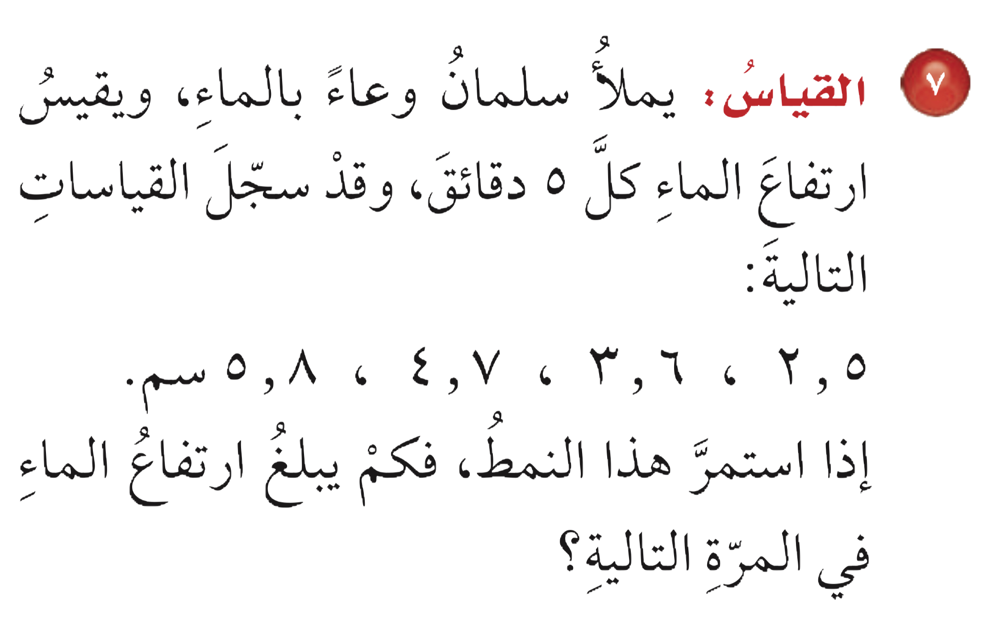 ٧ القياسُ: يملأُ سلمانُ وعاءً بالماءِ، ويقيسُ
ارتفاعَ الماءِ كلَّ ٥ دقائقَ، وقدْ سجّلَ القياساتِ
التاليةَ:
٢,٥ ، ٣,٦ ، ٤,٧ ، ٥,٨ سم.
إذا استمرَّ هذا النمطُ، فكمْ يبلغُ ارتفاعُ الماءِ
في المرّةِ التاليةِ؟